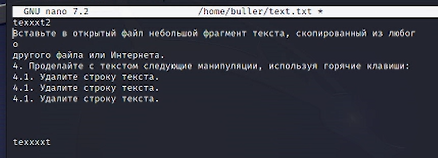 GNU nano 7.2 /home/buller/text.txt *
texxxt2
Вставьте в открытый файл небольшой фрагмент текста, скопированный из любог
о
другого файла или Интернета.
4. Проделайте с текстом следующие манипуляции, используя горячие клавиши:
4.1. Удалите строку текста.
4.1. Удалите строку текста.
4.1. Удалите строку текста.
texxxxt